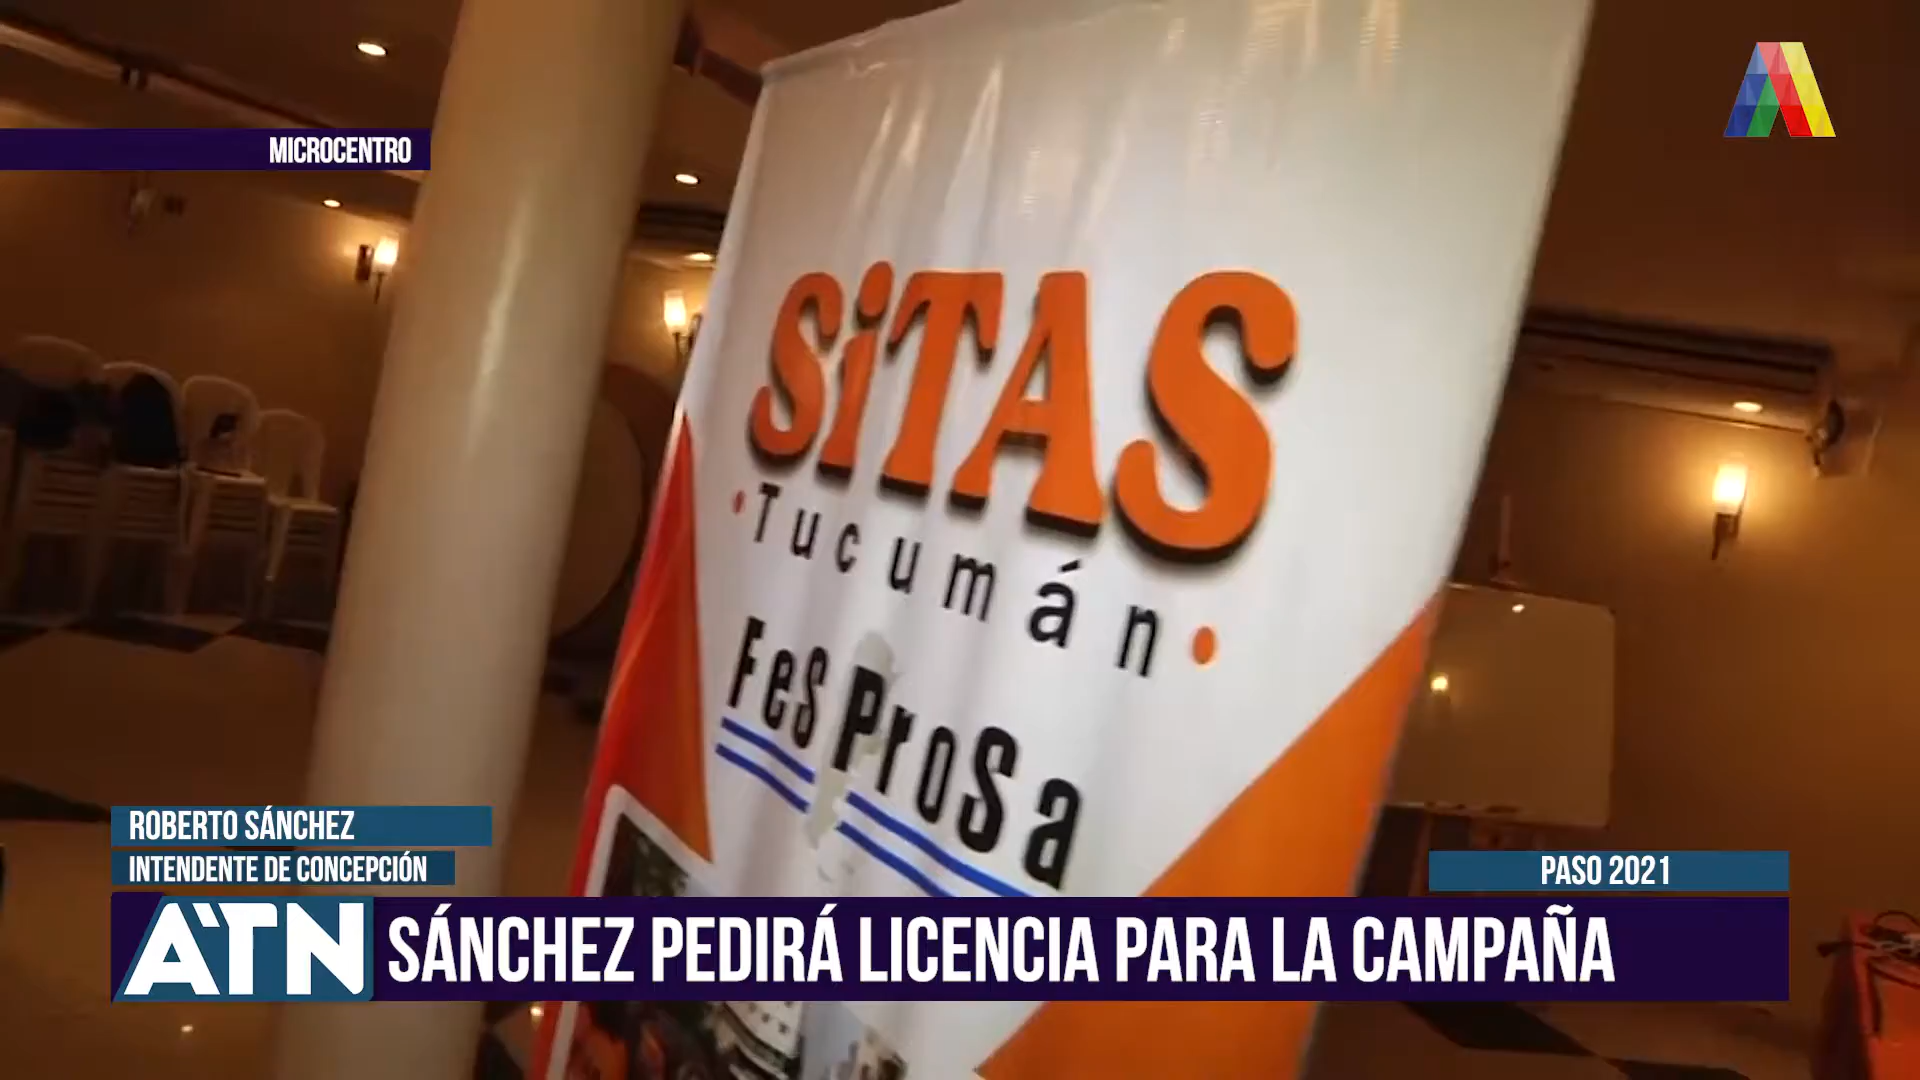 MICROCENTRO
SiTAS
Tucumán
FeSProSa
ROBERTO SÁNCHEZ
INTENDENTE DE CONCEPCIÓN
PASO 2021
ATN
SÁNCHEZ PEDIRÁ LICENCIA PARA LA CAMPAÑA